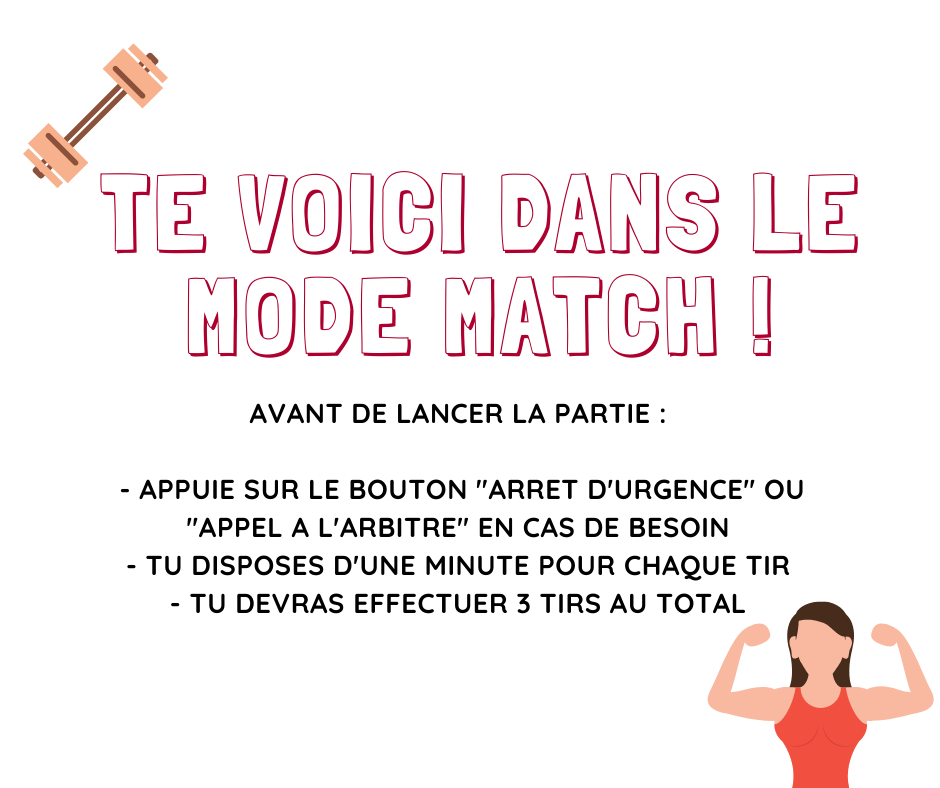 TE VOICI DANS LE
MODE MATCH !
AVANT DE LANCER LA PARTIE :
- APPUIE SUR LE BOUTON "ARRET D'URGENCE" OU
"APPEL A L'ARBITRE" EN CAS DE BESOIN
- TU DISPOSES D'UNE MINUTE POUR CHAQUE TIR
- TU DEVRAS EFFECTUER 3 TIRS AU TOTAL